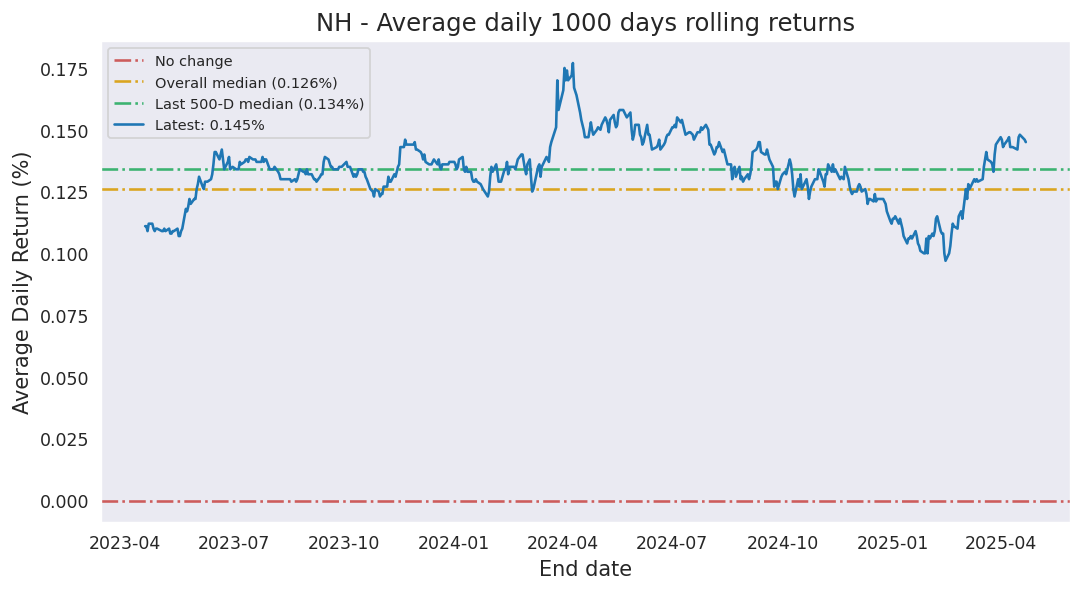 NH - Average daily 1000 days rolling returns
No change
Overall median (0.126%)
Last 500-D median (0.134%)
Latest: 0.145%
Average Daily Return (%)
0.175
0.150
0.125
0.100
0.075
0.050
0.025
0.000
2023-04 2023-07 2023-10 2024-01 2024-04 2024-07 2024-10 2025-01 2025-04
End date